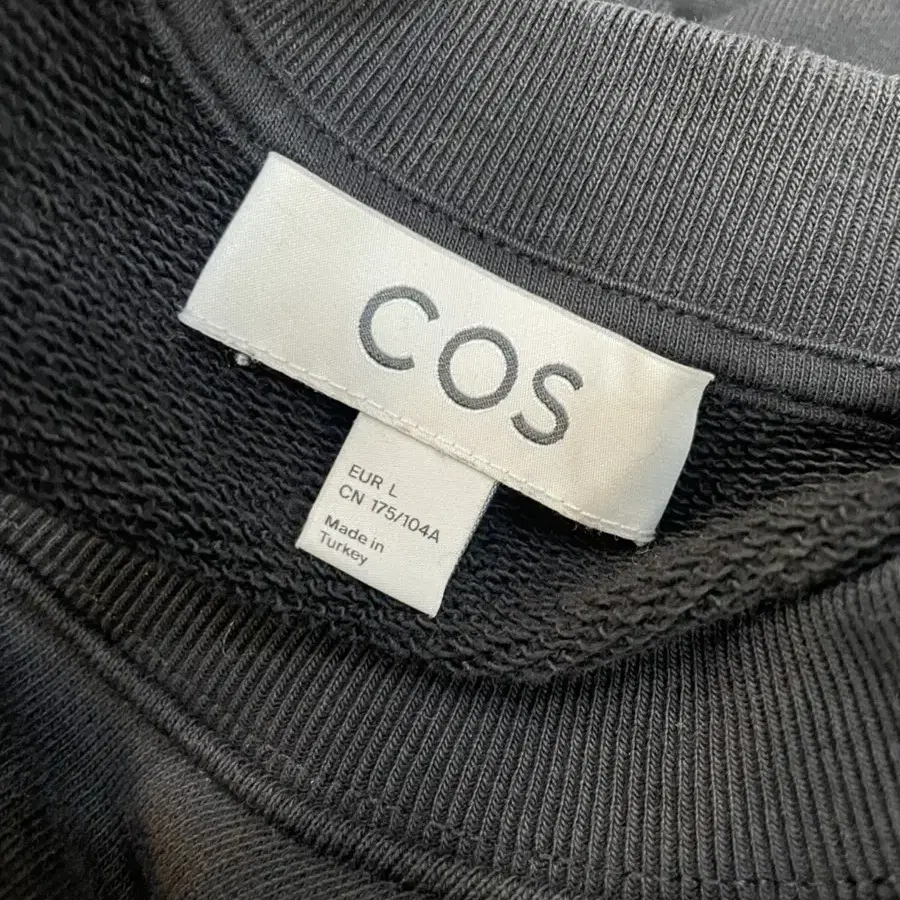 COS
EUR L
CN 175/104A
Made in
Turkey